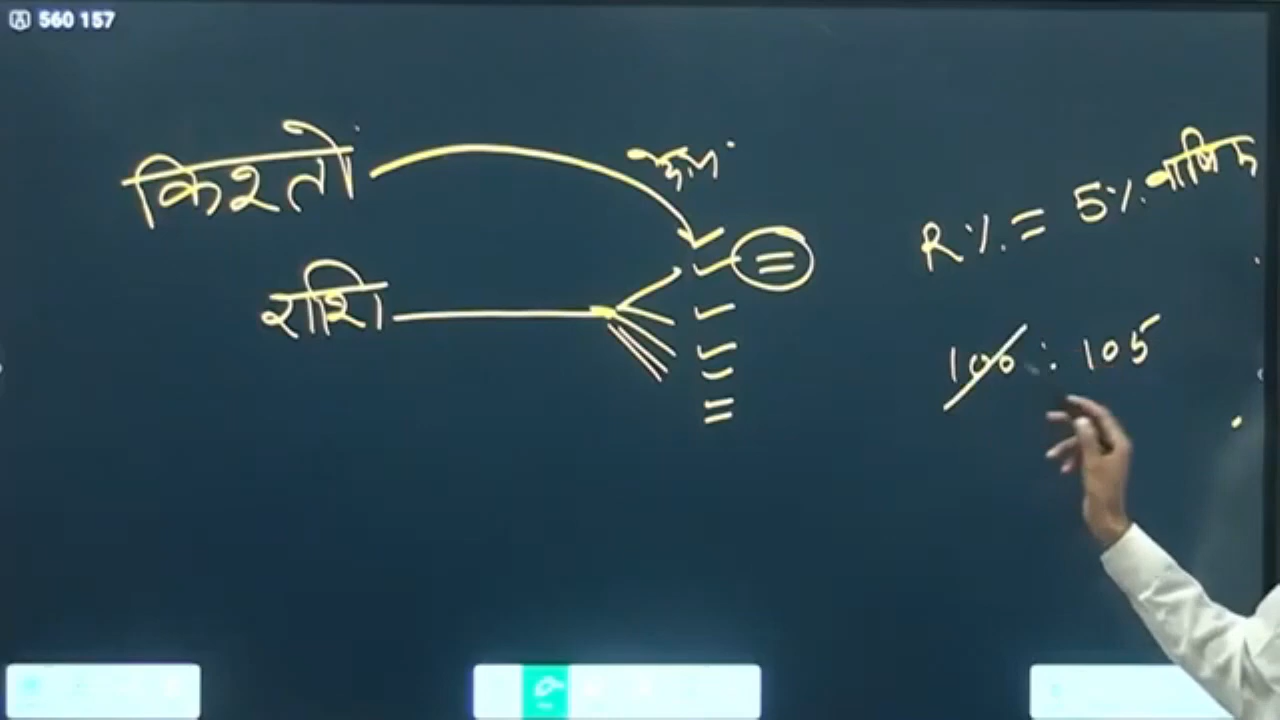 560 157
किश्तों
R% = 5% वार्षिक
राशि
=
100 : 105
=